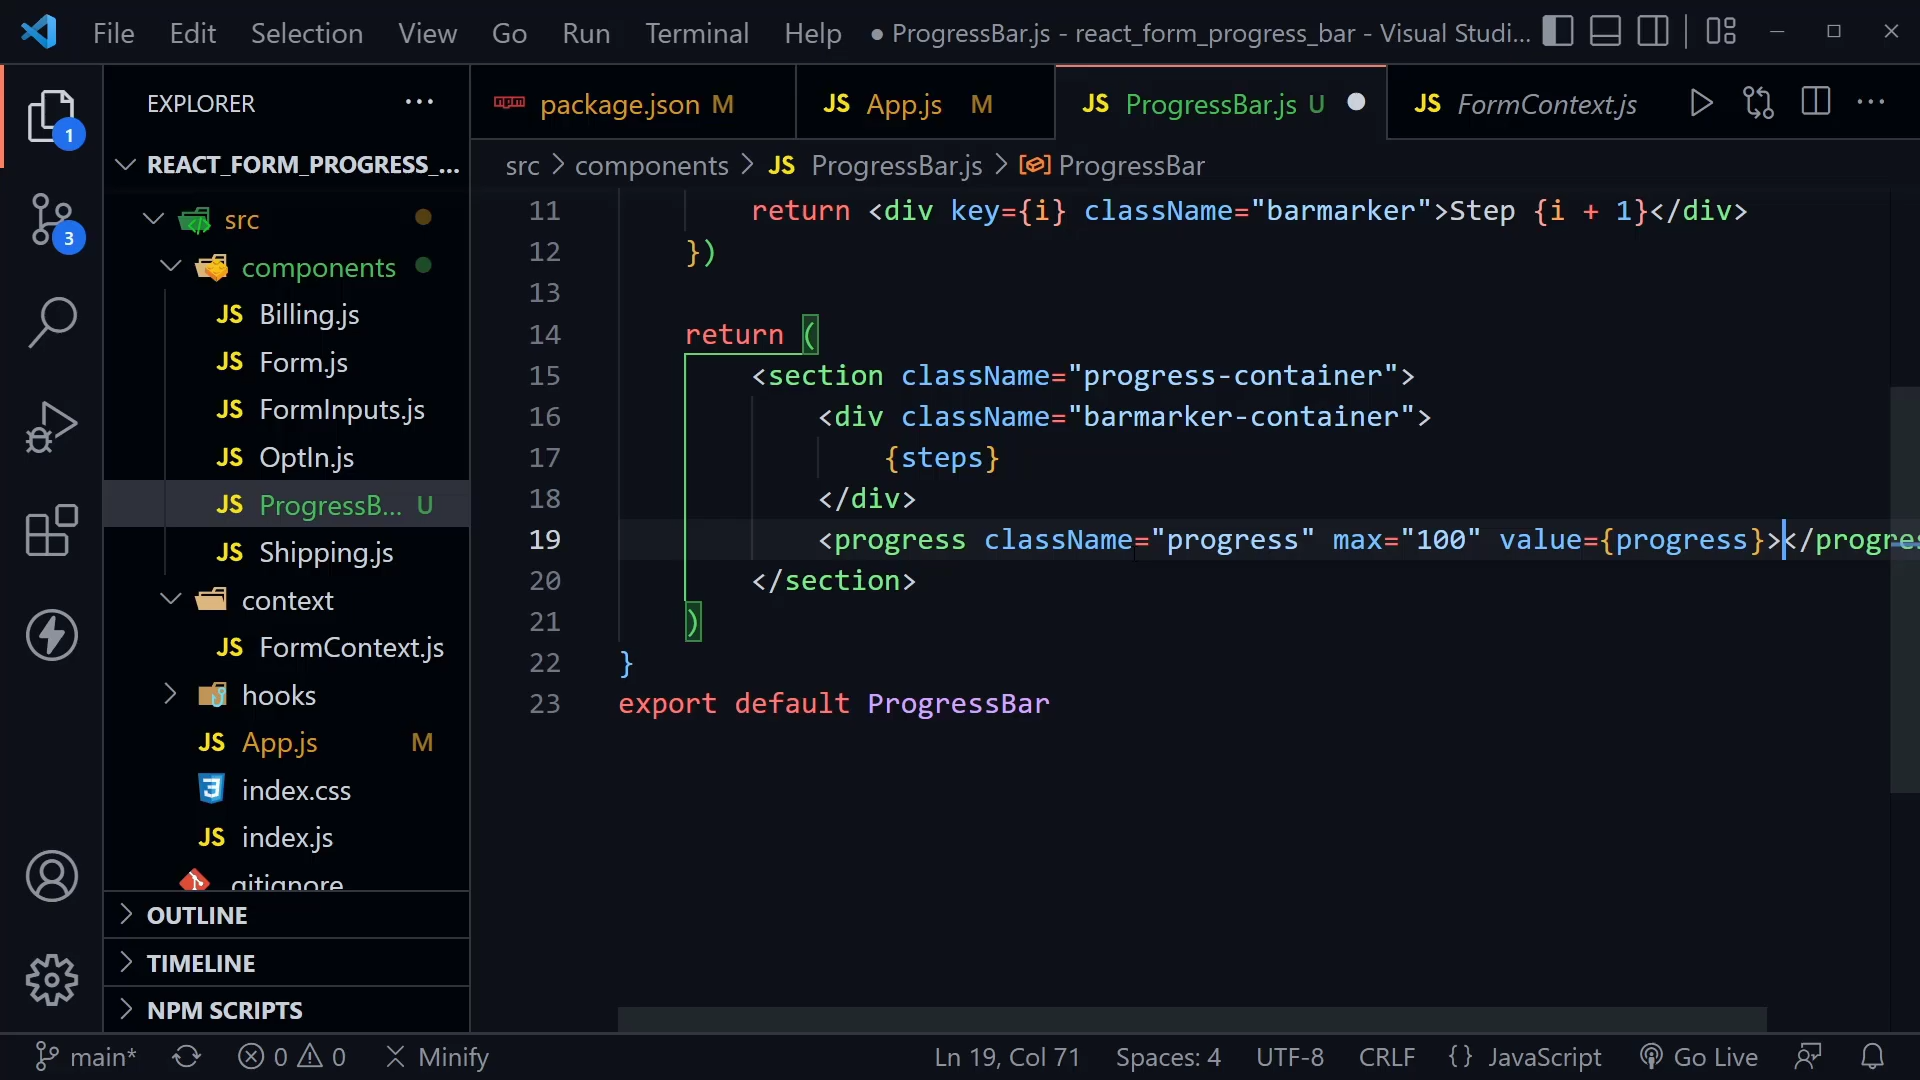 File Edit Selection View Go Run Terminal Help ● ProgressBar.js - react_form_progress_bar - Visual Studi...
EXPLORER ...
package.json M
JS App.js M
JS ProgressBar.js U ●
JS FormContext.js
1
REACT_FORM_PROGRESS_...
src > components > JS ProgressBar.js > ProgressBar
src
3
components
JS Billing.js
JS Form.js
JS FormInputs.js
JS OptIn.js
JS ProgressB... U
JS Shipping.js
context
JS FormContext.js
hooks
JS App.js M
index.css
JS index.js
.gitignore
OUTLINE
TIMELINE
NPM SCRIPTS
11 return <div key={i} className="barmarker">Step {i + 1}</div>
12 })
13
14 return (
15 <section className="progress-container">
16 <div className="barmarker-container">
17 {steps}
18 </div>
19 <progress className="progress" max="100" value={progress}></progres
20 </section>
21 )
22 }
23 export default ProgressBar
main* 0 0 Minify Ln 19, Col 71 Spaces: 4 UTF-8 CRLF {} JavaScript Go Live